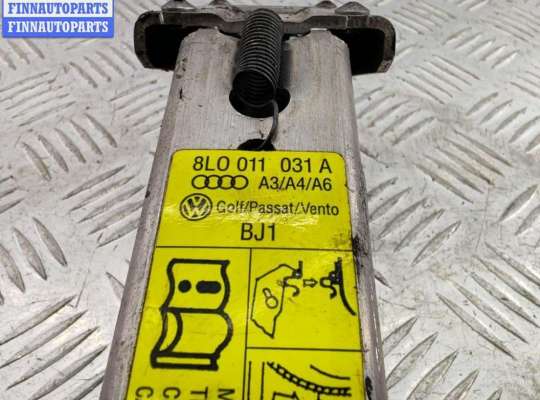 FINNAUTOPARTS
FINNAUTOPARTS
8L0 011 031 A
A3/A4/A6
Golf/Passat/Vento
BJ1